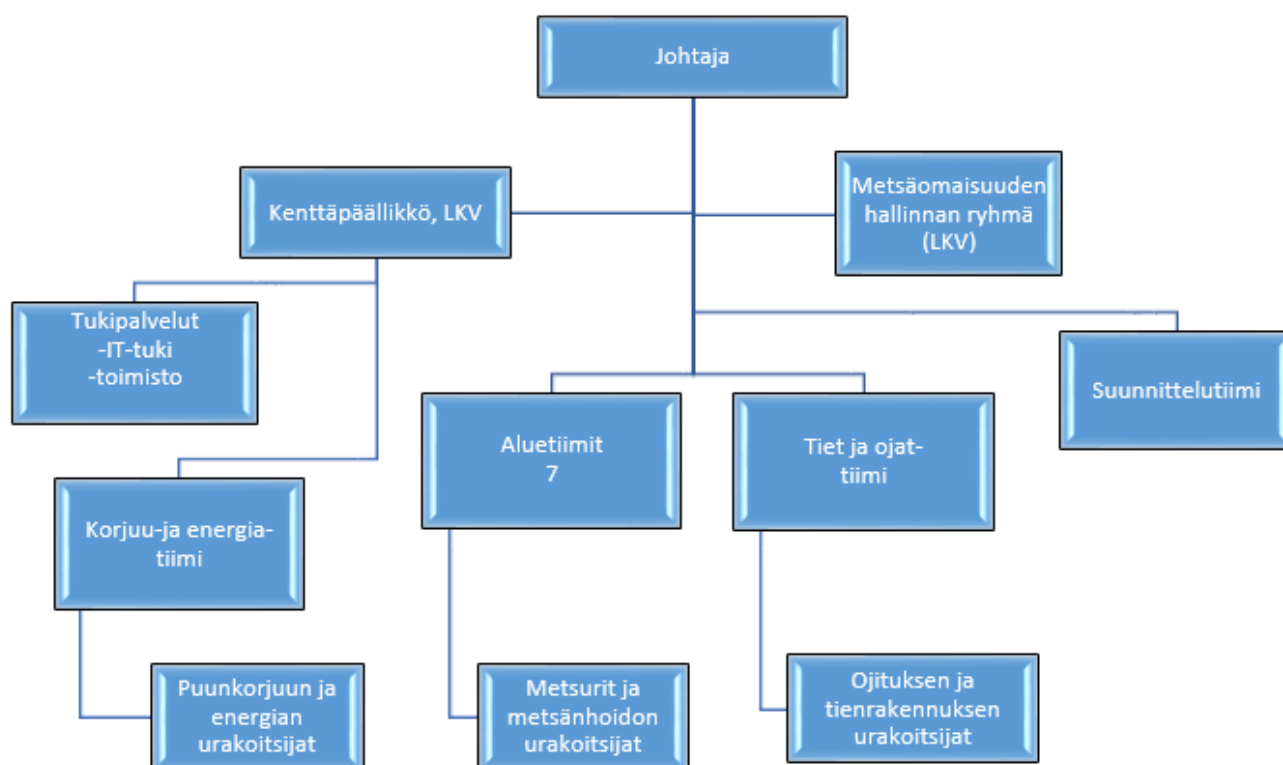 Johtaja
Kenttäpäällikkö, LKV
Metsäomaisuuden
hallinnan ryhmä
(LKV)
Tukipalvelut
-IT-tuki
-toimisto
Suunnittelutiimi
Aluetiimit
7
Tiet ja ojat-
tiimi
Korjuu-ja energia-
tiimi
Puunkorjuun ja
energian
urakoitsijat
Metsurit ja
metsänhoidon
urakoitsijat
Ojituksen ja
tienrakennuksen
urakoitsijat